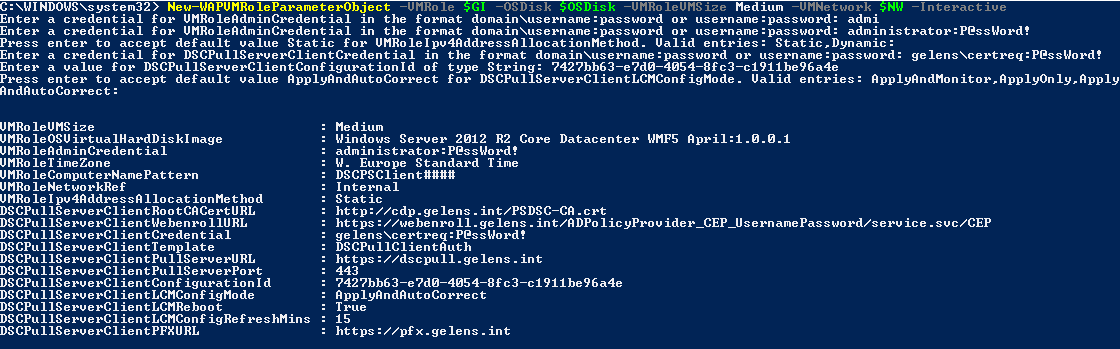 C:\WINDOWS\system32> New-WAPVMRoleParameterObject -VMRole $GI -OSDisk $OSDisk -VMRoleVMSize Medium -VMNetwork $NW -Interactive
Enter a credential for VMRoleAdminCredential in the format domain\username:password or username:password: admi
Enter a credential for VMRoleAdminCredential in the format domain\username:password or username:password: administrator:P@ssWord!
Press enter to accept default value Static for VMRoleIpv4AddressAllocationMethod. Valid entries: Static,Dynamic:
Enter a credential for DSCPullServerClientCredential in the format domain\username:password or username:password: gelens\certreq:P@ssWord!
Enter a value for DSCPullServerClientConfigurationId of type String: 7427bb63-e7d0-4054-8fc3-c1911be96a4e
Press enter to accept default value ApplyAndAutoCorrect for DSCPullServerClientLCMConfigMode. Valid entries: ApplyAndMonitor,ApplyOnly,Apply
AndAutoCorrect:
VMRoleVMSize : Medium
VMRoleOSVirtualHardDiskImage : Windows Server 2012 R2 Core Datacenter WMF5 April:1.0.0.1
VMRoleAdminCredential : administrator:P@ssWord!
VMRoleTimeZone : W. Europe Standard Time
VMRoleComputerNamePattern : DSCPSClient####
VMRoleNetworkRef : Internal
VMRoleIpv4AddressAllocationMethod : Static
DSCPullServerClientRootCACertURL : http://cdp.gelens.int/PSDSC-CA.crt
DSCPullServerClientWebenrollURL : https://webenroll.gelens.int/ADPolicyProvider_CEP_UsernamePassword/service.svc/CEP
DSCPullServerClientCredential : gelens\certreq:P@ssWord!
DSCPullServerClientTemplate : DSCPullClientAuth
DSCPullServerClientPullServerURL : https://dscpull.gelens.int
DSCPullServerClientPullServerPort : 443
DSCPullServerClientConfigurationId : 7427bb63-e7d0-4054-8fc3-c1911be96a4e
DSCPullServerClientLCMConfigMode : ApplyAndAutoCorrect
DSCPullServerClientLCMReboot : True
DSCPullServerClientLCMConfigRefreshMins : 15
DSCPullServerClientPFXURL : https://pfx.gelens.int